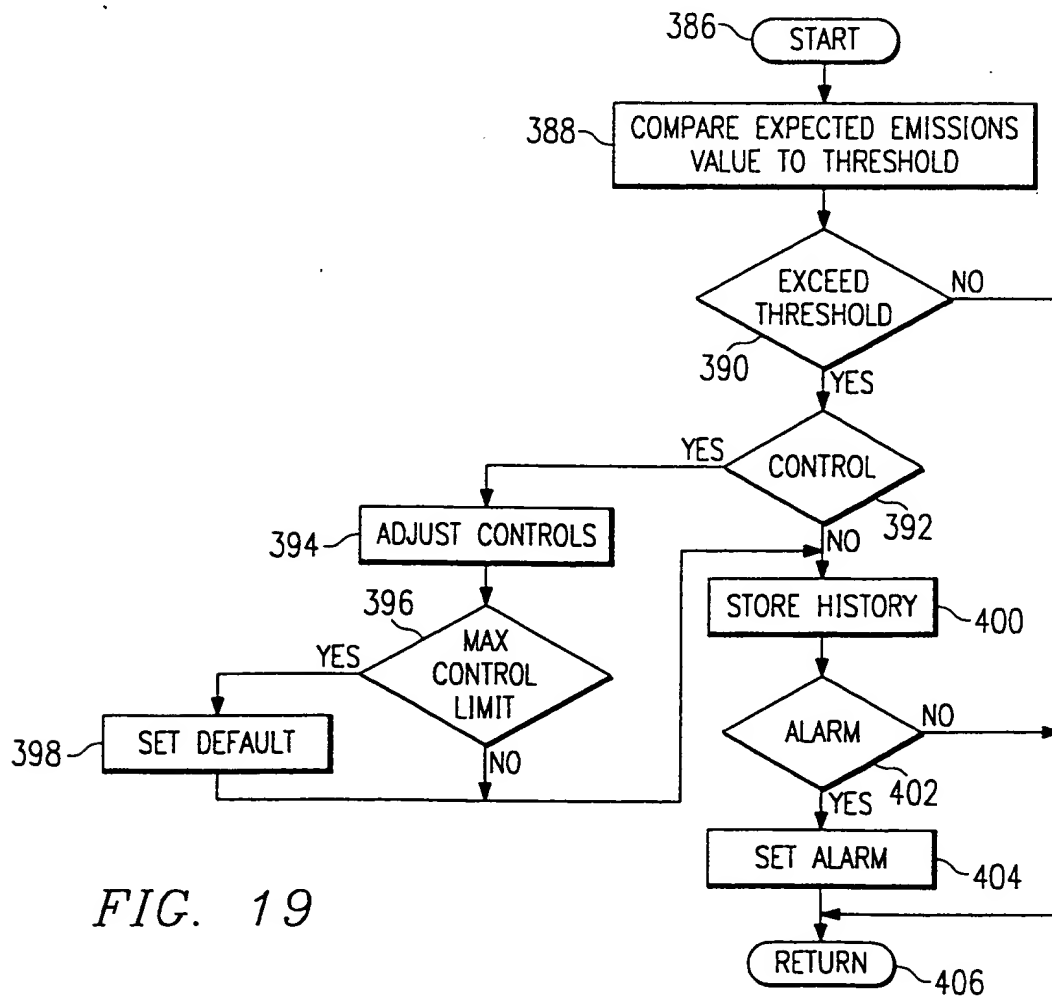 386
START
388
COMPARE EXPECTED EMISSIONS
VALUE TO THRESHOLD
EXCEED
THRESHOLD
NO
390
YES
YES
CONTROL
392
NO
394
ADJUST CONTROLS
396
MAX
CONTROL
LIMIT
YES
NO
398
SET DEFAULT
STORE HISTORY
400
ALARM
NO
402
YES
SET ALARM
404
RETURN
406
FIG. 19